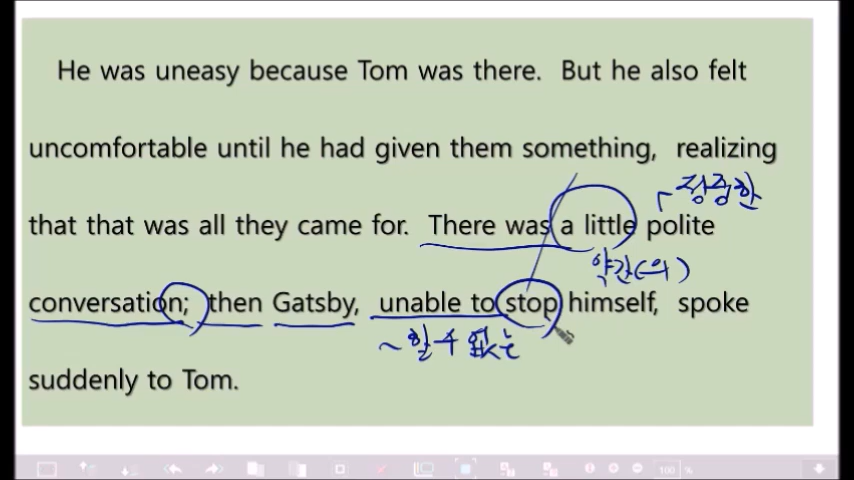 He was uneasy because Tom was there. But he also felt
uncomfortable until he had given them something, realizing
정중한
that that was all they came for. There was a little polite
약간(의)
conversation; then Gatsby, unable to stop himself, spoke
~할 수 없는
suddenly to Tom.
100 %